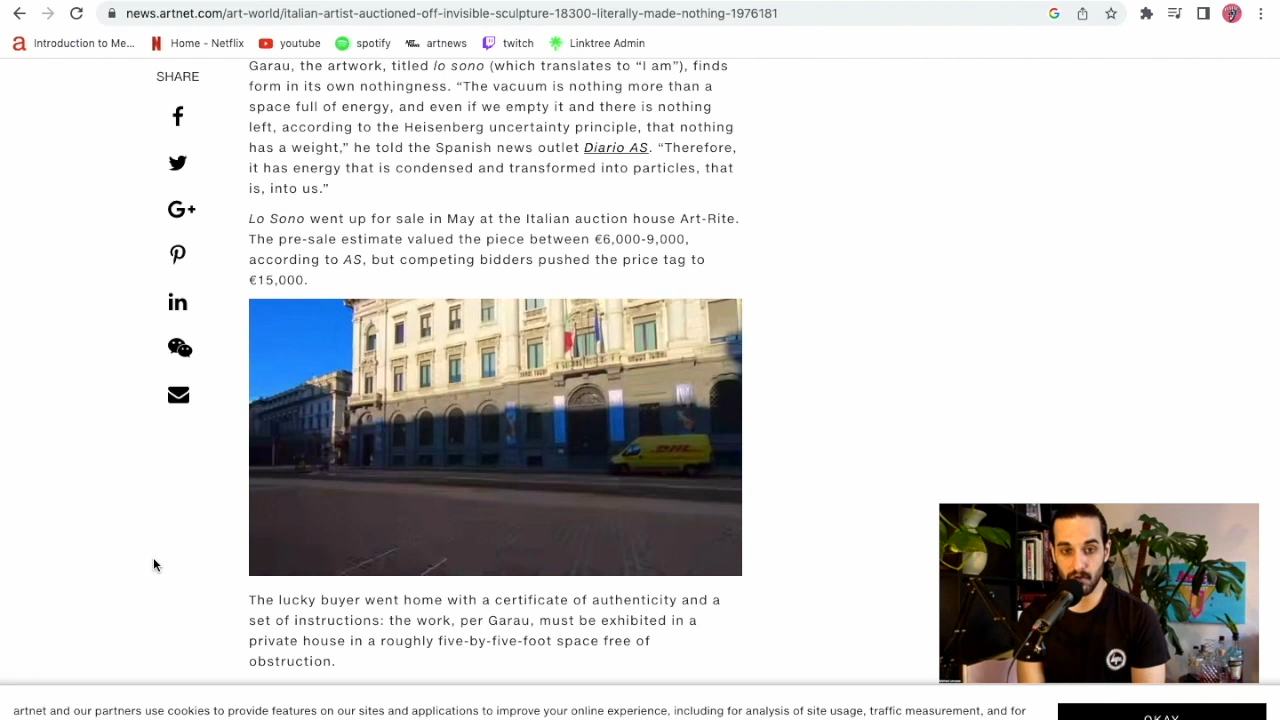 news.artnet.com/art-world/italian-artist-auctioned-off-invisible-sculpture-18300-literally-made-nothing-1976181
Introduction to Me... Home - Netflix youtube spotify artnews twitch Linktree Admin
SHARE
Garau, the artwork, titled lo sono (which translates to “I am”), finds
form in its own nothingness. “The vacuum is nothing more than a
space full of energy, and even if we empty it and there is nothing
left, according to the Heisenberg uncertainty principle, that nothing
has a weight,” he told the Spanish news outlet Diario AS. “Therefore,
it has energy that is condensed and transformed into particles, that
is, into us.”
Lo Sono went up for sale in May at the Italian auction house Art-Rite.
The pre-sale estimate valued the piece between €6,000-9,000,
according to AS, but competing bidders pushed the price tag to
€15,000.
DHL
The lucky buyer went home with a certificate of authenticity and a
set of instructions: the work, per Garau, must be exhibited in a
private house in a roughly five-by-five-foot space free of
obstruction.
artnet and our partners use cookies to provide features on our sites and applications to improve your online experience, including for analysis of site usage, traffic measurement, and for
OKAY